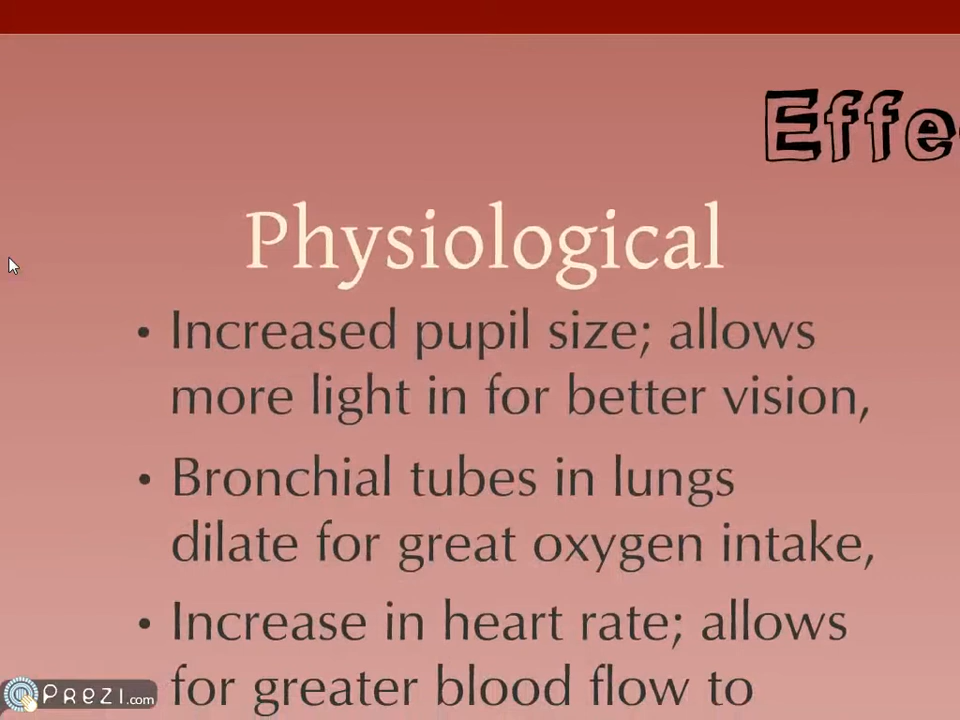 Effe
Physiological
• Increased pupil size; allows
more light in for better vision,
• Bronchial tubes in lungs
dilate for great oxygen intake,
• Increase in heart rate; allows
for greater blood flow to
PREZI.com